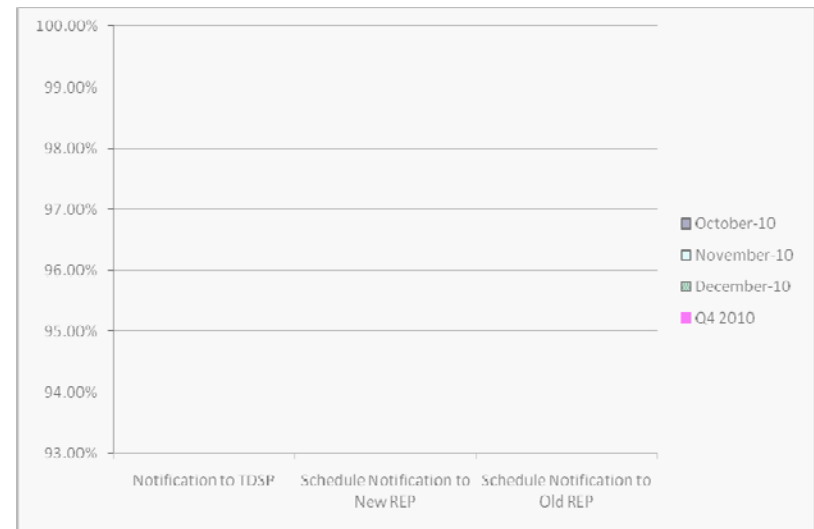 100.00%
99.00%
98.00%
97.00%
96.00%
95.00%
94.00%
93.00%
Notification to TDSP
Schedule Notification to
New REP
Schedule Notification to
Old REP
October-10
November-10
December-10
Q4 2010